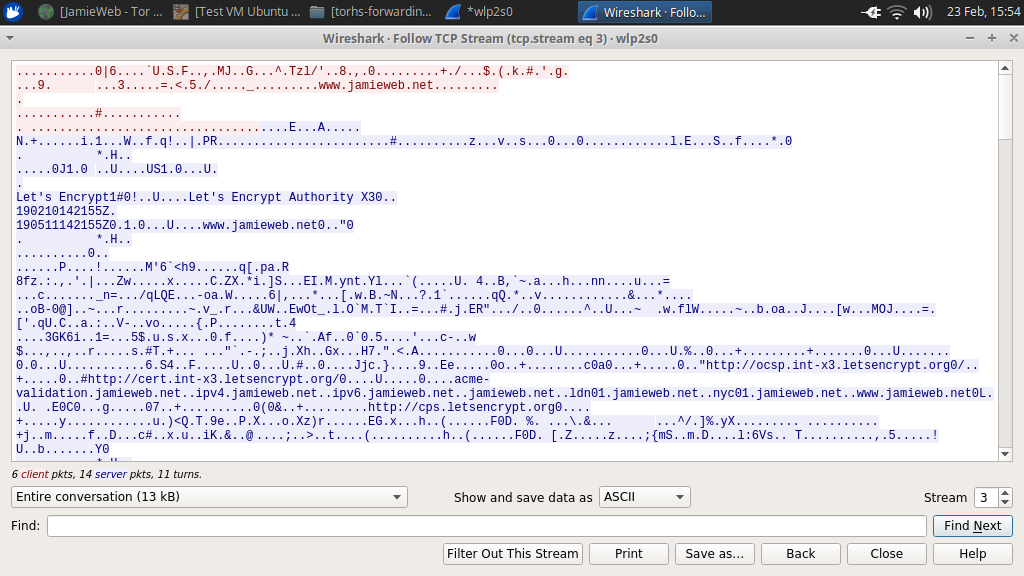 [JamieWeb - Tor ... [Test VM Ubuntu ... [torhs-forwardin... *wlp2s0 Wireshark · Follo... 23 Feb, 15:54
Wireshark · Follow TCP Stream (tcp.stream eq 3) · wlp2s0
...........0|6....`U.S.F..,.MJ..G...^.Tzl/'..8.,.0.........+./...$.(.k.#.'.g.
...9. ...3.....=.<.5./....._.........www.jamieweb.net.........
.
...........#...........
. ...................................E...A.....
N.+......i.1...W..f.q!..|.PR........................#..........z...v..s...0...0............l.E...S..f....*.0
. *.H..
.....0J1.0 ..U....US1.0...U.
.
Let's Encrypt1#0!..U....Let's Encrypt Authority X30..
190210142155Z.
190511142155Z0.1.0...U....www.jamieweb.net0.."0
. *.H..
..........0..
......P....!......M'6`<h9......q[.pa.R
8fz.:.,.'.|...Zw.....x.....C.ZX.*i.]S...EI.M.ynt.Yl...`(.....U. 4..B,`~.a...h...nn....u...=
...c......._n=.../qLQE...-oa.W.....6|,...*...[.w.B.~N...?.1`......qQ.*..v............&...*....
..oB-0@]..~...r.........~.v_.r...&UW..EwOt_.l.O`M.T`I..=...#.j.ER".../..0......^..U...~ .w.flW.....~..b.oa..J....[w...MOJ....=.
['.qU.C..a.:..V-..vo.....{.P........t.4
....3GK6i..1=...5$.u.s.x...0.f....)* ~..`.Af..0`0.5....'...c-..w
$...,..,..r.....s.#T.+... ..."`.-.;..j.Xh..Gx...H7.".<.A...........0...0...U...........0...U.%..0...+........+.......0...U.......
0.0...U...........6.S4..F.....U..0...U.#..0....Jjc.}....9..Ee.....0o..+.......c0a0...+.....0.."http://ocsp.int-x3.letsencrypt.org0/..
+.....0..#http://cert.int-x3.letsencrypt.org/0....U.....0....acme-
validation.jamieweb.net..ipv4.jamieweb.net..ipv6.jamieweb.net..jamieweb.net..ldn01.jamieweb.net..nyc01.jamieweb.net..www.jamieweb.net0L.
.U. .E0C0...g.....07..+..........0(0&..+.........http://cps.letsencrypt.org0....
+.....y............u.)<Q.T.9e..P.X...o.Xz)r......EG.x...h..(......F0D. %. ...\.&... ...^/.]%.yX......... ..........
+j..m.....f..D...c#..x.u..iK.&..@....;..>..t....(..........h..(......F0D. [.Z.....z....;{mS..m.D....l:6Vs.. T..........,.5.....!
U..b.......Y0
6 client pkts, 14 server pkts, 11 turns.
Entire conversation (13 kB) Show and save data as ASCII Stream 3
Find: Find Next
Filter Out This Stream Print Save as... Back Close Help